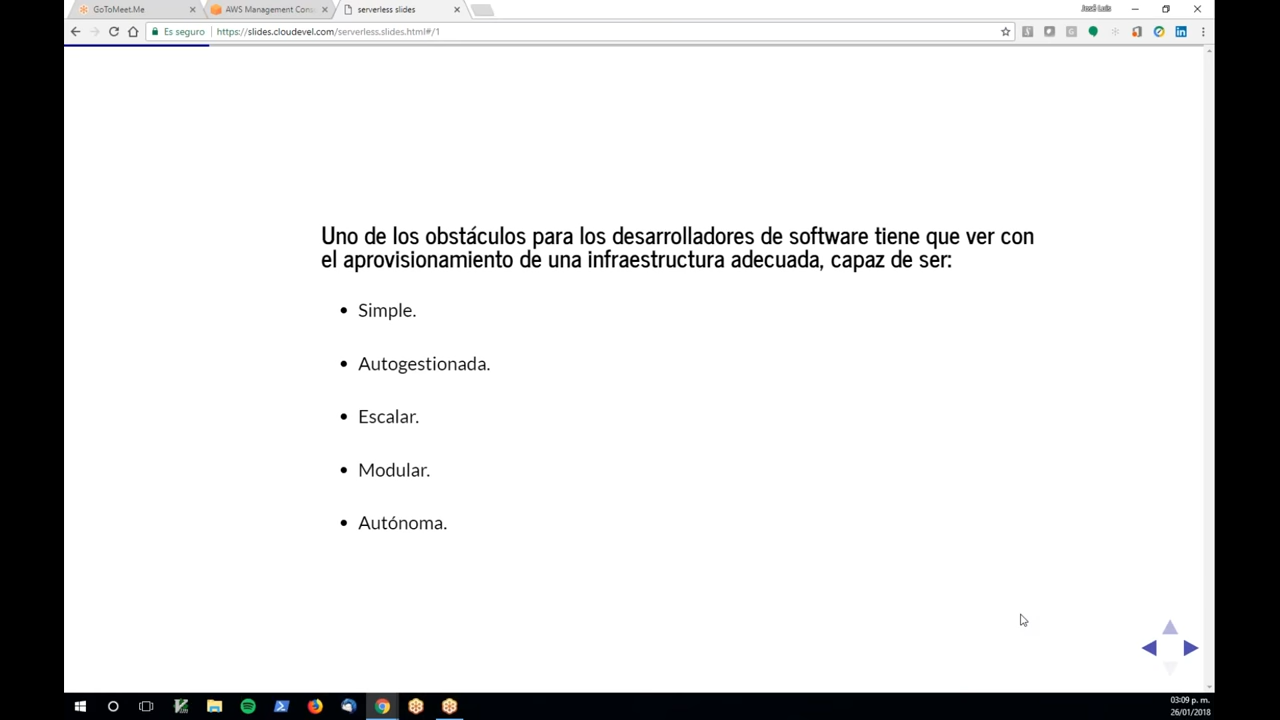 GoToMeet.Me
AWS Management Cons
serverless slides
José Luis
Es seguro
https://slides.cloudevel.com/serverless.slides.html#/1
Uno de los obstáculos para los desarrolladores de software tiene que ver con
el aprovisionamiento de una infraestructura adecuada, capaz de ser:
Simple.
Autogestionada.
Escalar.
Modular.
Autónoma.
03:09 p. m.
26/01/2018